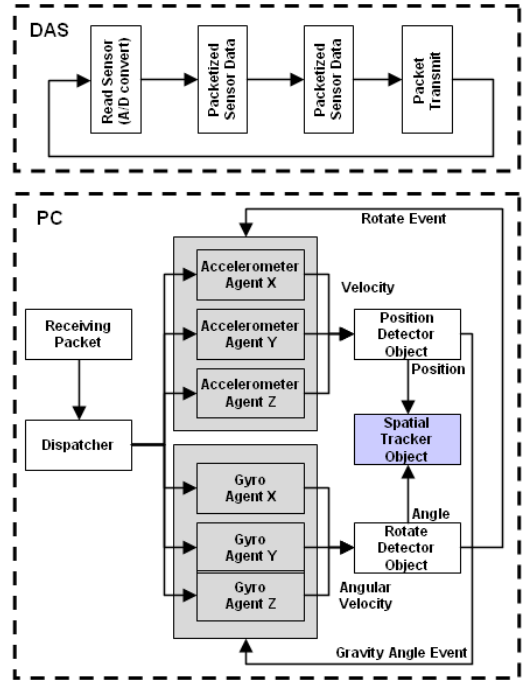 DAS
Read Sensor
(A/D convert)
Packetized
Sensor Data
Packetized
Sensor Data
Packet
Transmit
PC
Rotate Event
Accelerometer
Agent X
Velocity
Receiving
Packet
Accelerometer
Agent Y
Position
Detector
Object
Position
Accelerometer
Agent Z
Dispatcher
Spatial
Tracker
Object
Gyro
Agent X
Angle
Gyro
Agent Y
Rotate
Detector
Object
Gyro
Agent Z
Angular
Velocity
Gravity Angle Event